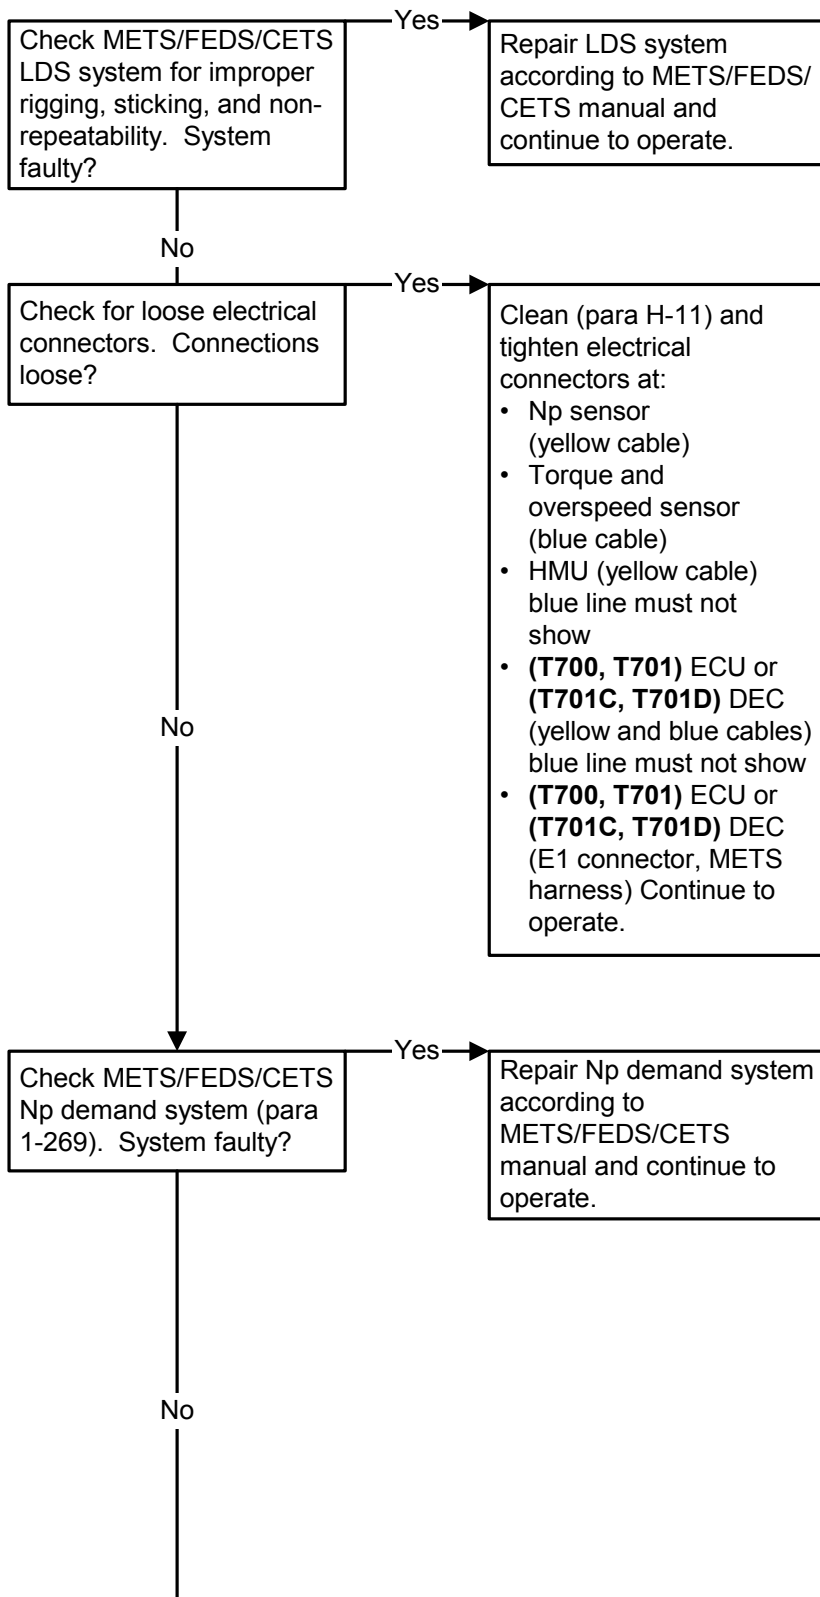 Check METS/FEDS/CETS
LDS system for improper
rigging, sticking, and non-
repeatability.  System
faulty?
Yes
Repair LDS system
according to METS/FEDS/
CETS manual and
continue to operate.
No
Check for loose electrical
connectors.  Connections
loose?
Yes
Clean (para H-11) and
tighten electrical
connectors at:
• Np sensor
(yellow cable)
• Torque and
overspeed sensor
(blue cable)
• HMU (yellow cable)
blue line must not
show
• (T700, T701) ECU or
(T701C, T701D) DEC
(yellow and blue cables)
blue line must not show
• (T700, T701) ECU or
(T701C, T701D) DEC
(E1 connector, METS
harness) Continue to
operate.
No
Check METS/FEDS/CETS
Np demand system (para
1-269).  System faulty?
Yes
Repair Np demand system
according to
METS/FEDS/CETS
manual and continue to
operate.
No